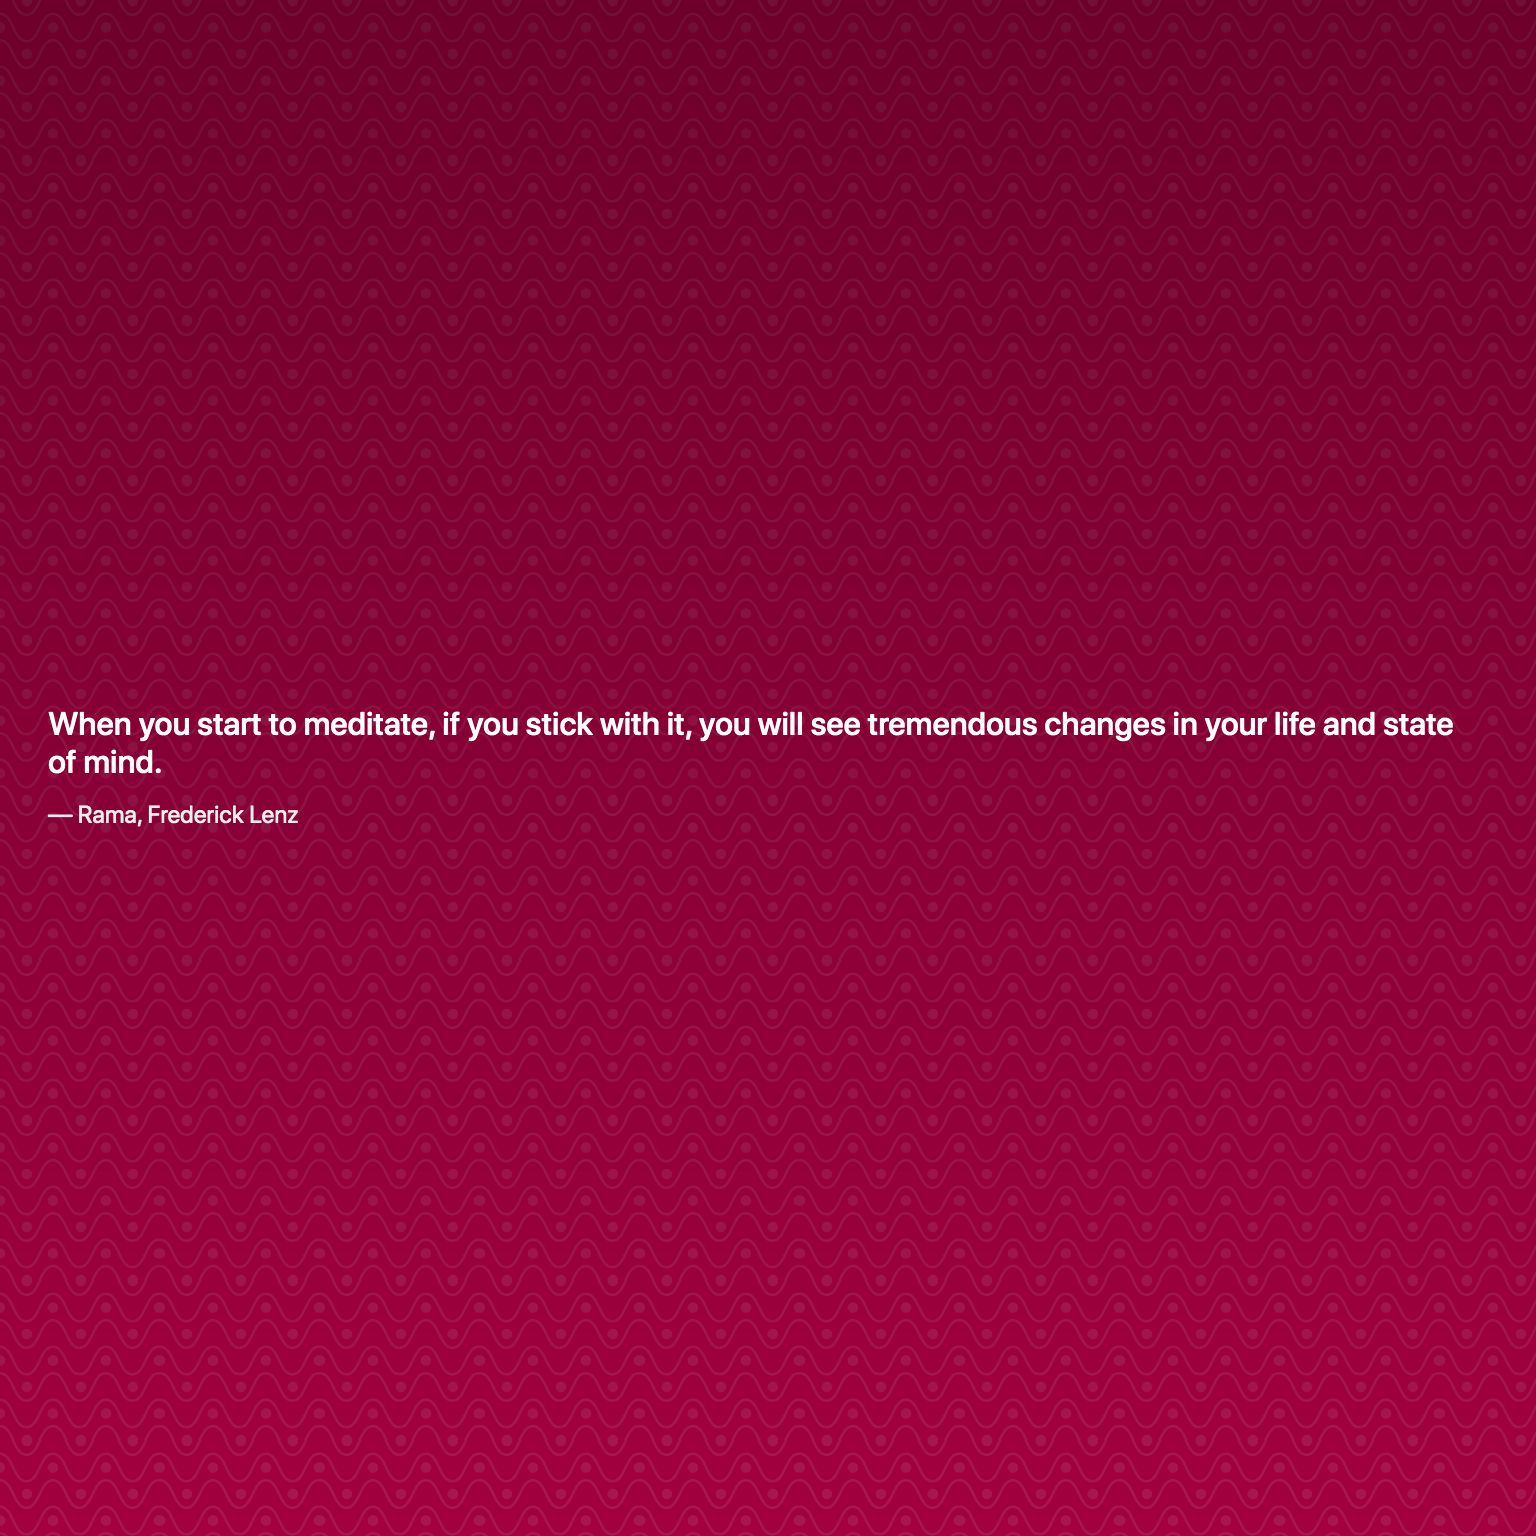 When you start to meditate, if you stick with it, you will see tremendous changes in your life and state
of mind.
— Rama, Frederick Lenz